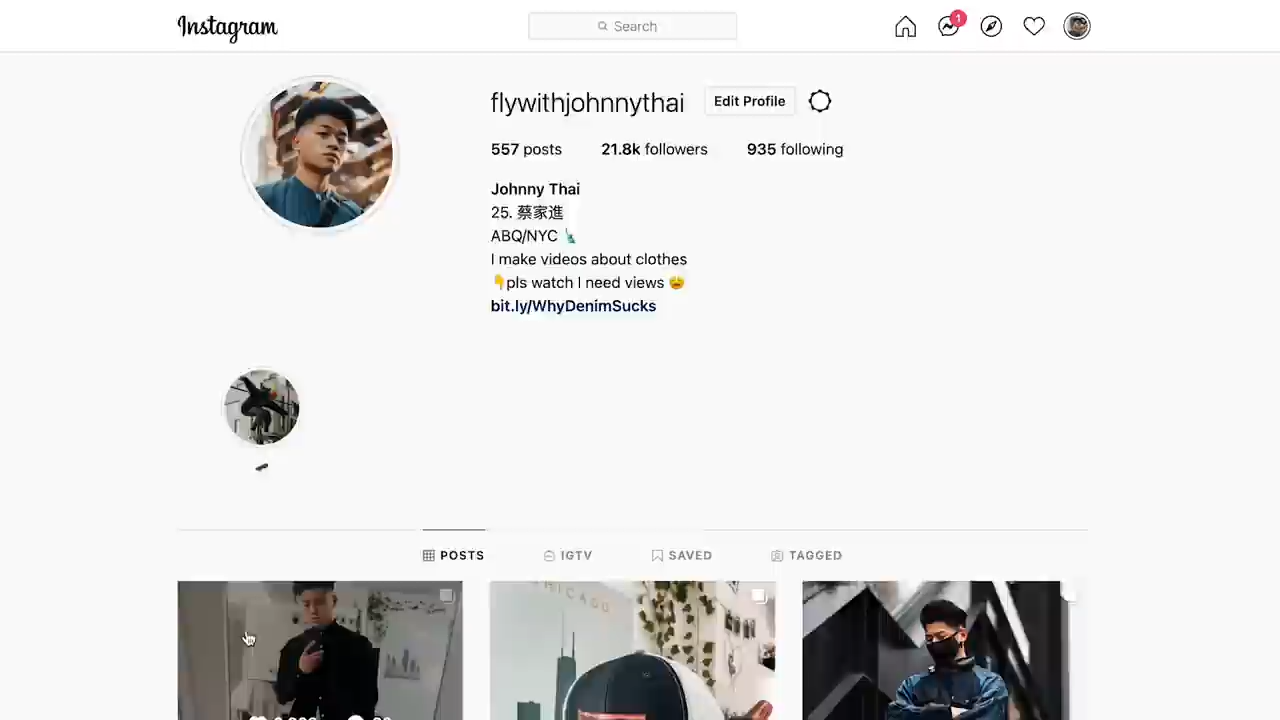 Instagram
Search
1
flywithjohnnythai
Edit Profile
557 posts
21.8k followers
935 following
Johnny Thai
25. 蔡家進
ABQ/NYC 🗽
I make videos about clothes
👇pls watch I need views 😩
bit.ly/WhyDenimSucks
POSTS
IGTV
SAVED
TAGGED
CHICAGO